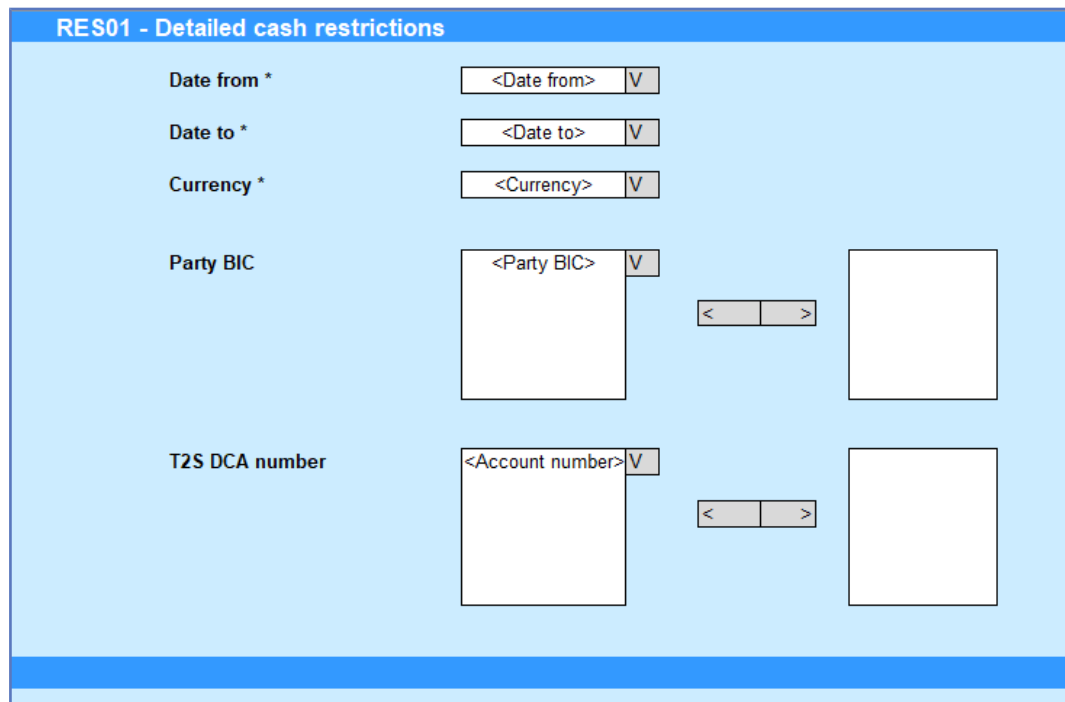 RES01 - Detailed cash restrictions
Date from * <Date from> V
Date to * <Date to> V
Currency * <Currency> V
Party BIC <Party BIC> V
< >
T2S DCA number <Account number> V
< >